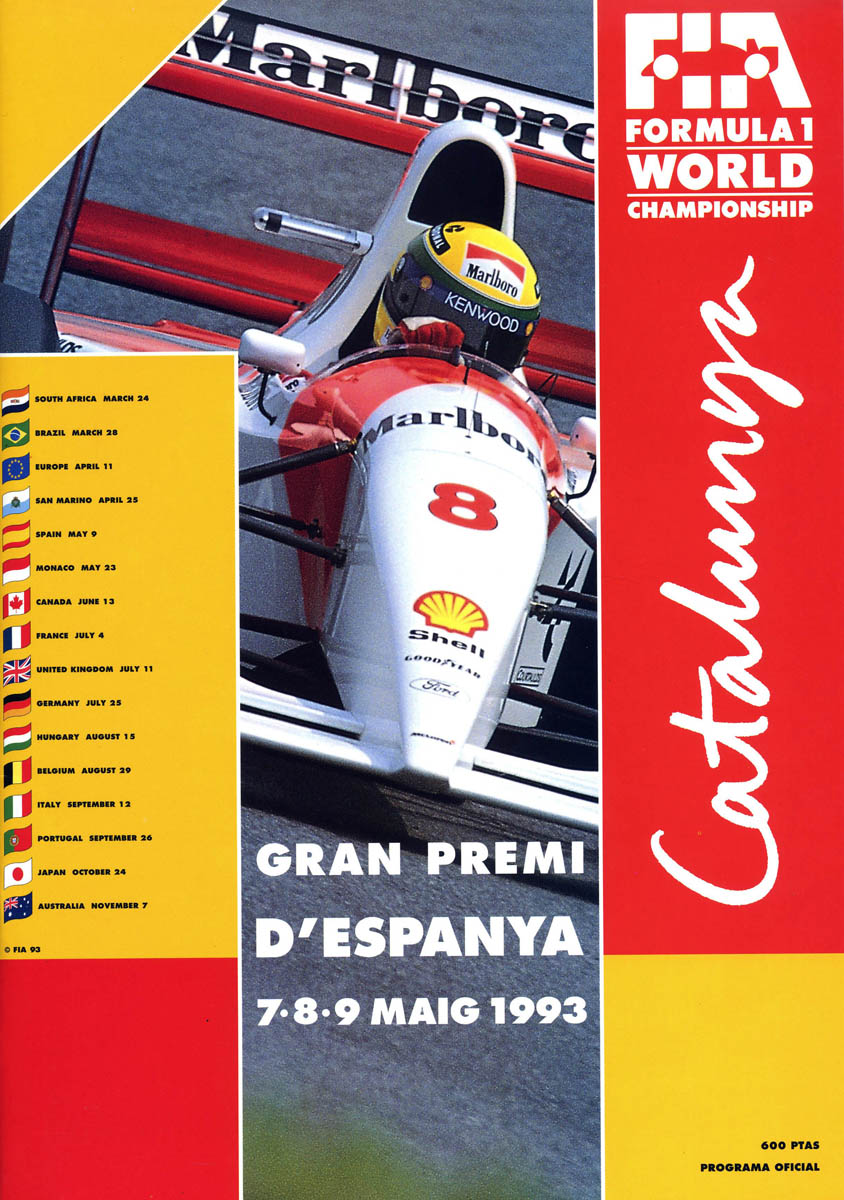 FIA
FORMULA 1
WORLD
CHAMPIONSHIP
Catalunya
Marlboro
Marlboro
KENWOOD
Marlboro
8
Shell
GOODYEAR
Ford
COURTAULDS
McLaren
SOUTH AFRICA MARCH 24
BRAZIL MARCH 28
EUROPE APRIL 11
SAN MARINO APRIL 25
SPAIN MAY 9
MONACO MAY 23
CANADA JUNE 13
FRANCE JULY 4
UNITED KINGDOM JULY 11
GERMANY JULY 25
HUNGARY AUGUST 15
BELGIUM AUGUST 29
ITALY SEPTEMBER 12
PORTUGAL SEPTEMBER 26
JAPAN OCTOBER 24
AUSTRALIA NOVEMBER 7
© FIA 93
GRAN PREMI
D'ESPANYA
7·8·9 MAIG 1993
600 PTAS
PROGRAMA OFICIAL